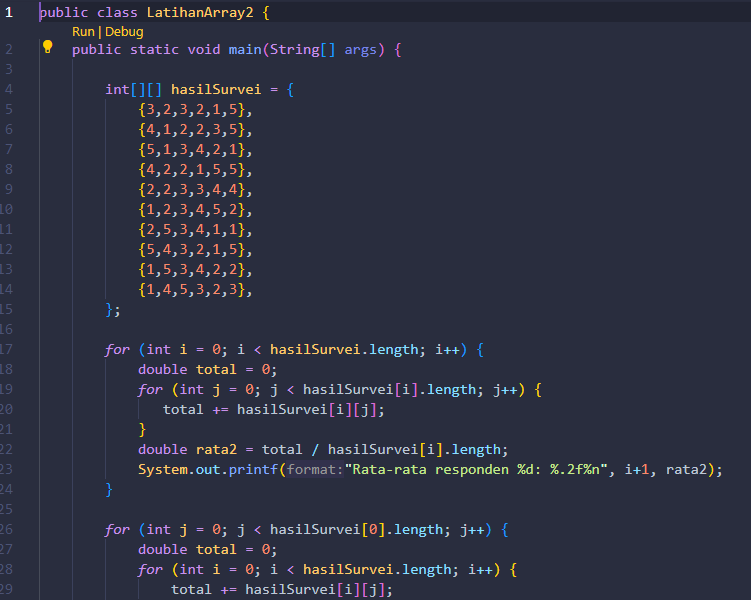 1 public class LatihanArray2 {
Run | Debug
2 public static void main(String[] args) {
3
4 int[][] hasilSurvei = {
5 {3,2,3,2,1,5},
6 {4,1,2,2,3,5},
7 {5,1,3,4,2,1},
8 {4,2,2,1,5,5},
9 {2,2,3,3,4,4},
10 {1,2,3,4,5,2},
11 {2,5,3,4,1,1},
12 {5,4,3,2,1,5},
13 {1,5,3,4,2,2},
14 {1,4,5,3,2,3},
15 };
16
17 for (int i = 0; i < hasilSurvei.length; i++) {
18 double total = 0;
19 for (int j = 0; j < hasilSurvei[i].length; j++) {
20 total += hasilSurvei[i][j];
21 }
22 double rata2 = total / hasilSurvei[i].length;
23 System.out.printf(format:"Rata-rata responden %d: %.2f%n", i+1, rata2);
24 }
25
26 for (int j = 0; j < hasilSurvei[0].length; j++) {
27 double total = 0;
28 for (int i = 0; i < hasilSurvei.length; i++) {
29 total += hasilSurvei[i][j];